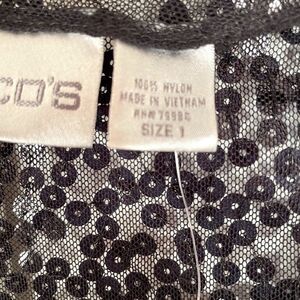 CO'S
100% NYLON
MADE IN VIETNAM
SIZE 1